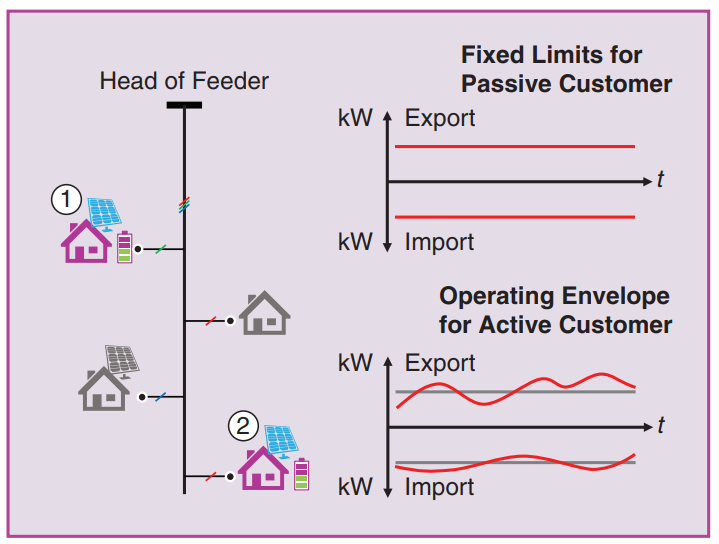 Head of Feeder
1
2
Fixed Limits for
Passive Customer
kW Export
t
kW Import
Operating Envelope
for Active Customer
kW Export
t
kW Import